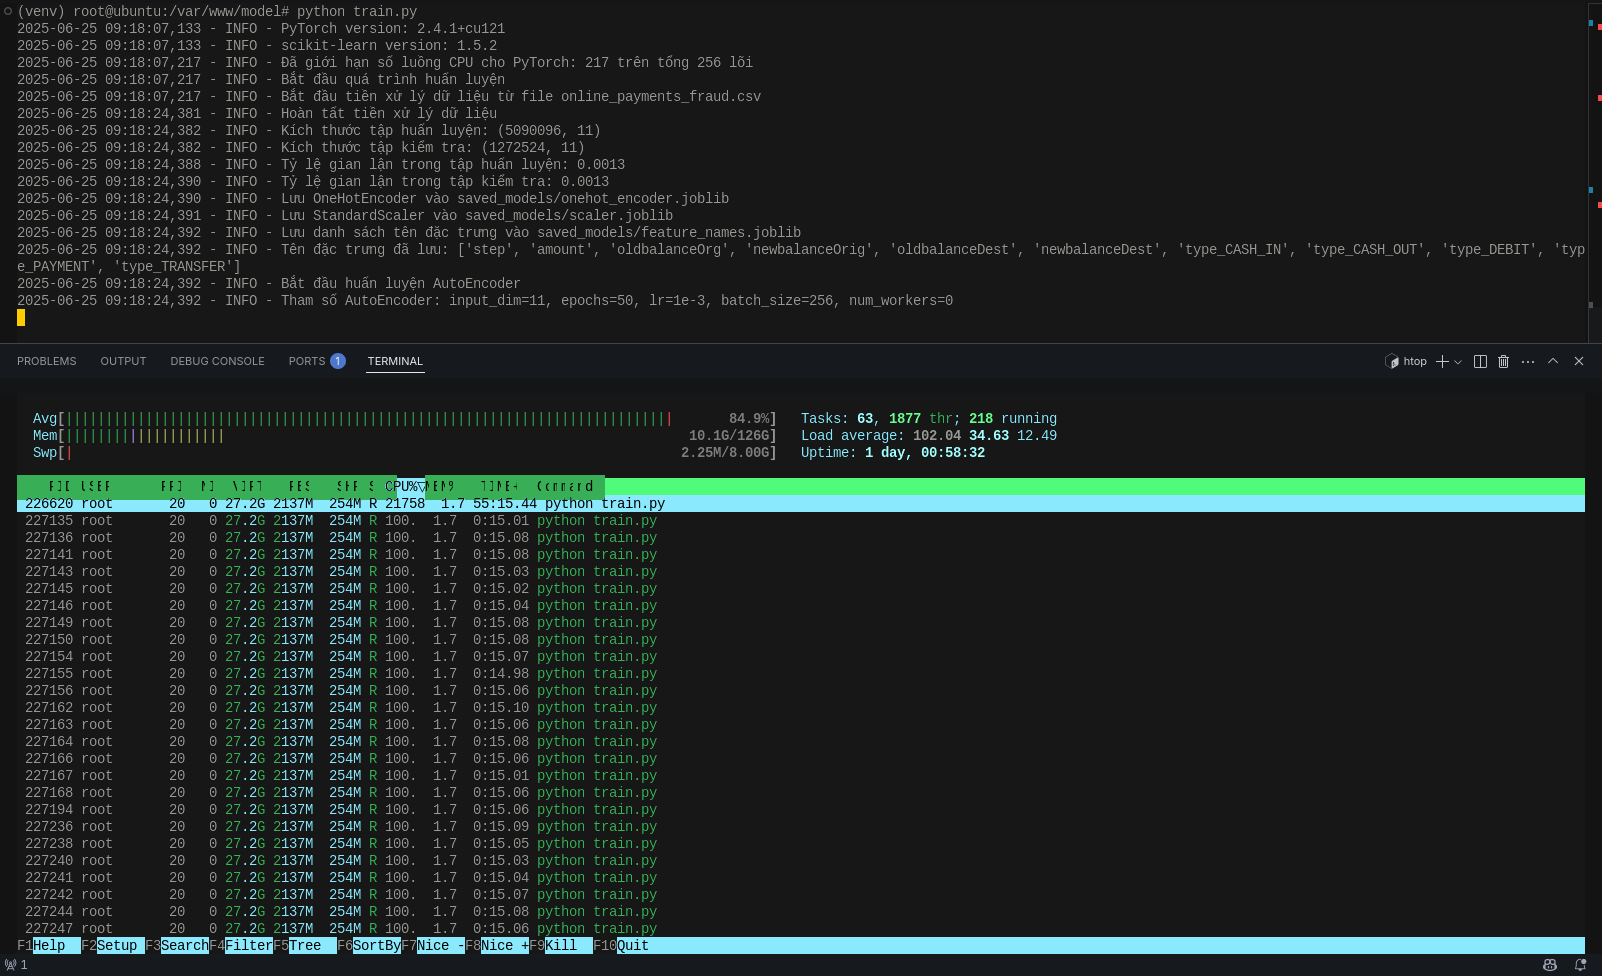 (venv) root@ubuntu:/var/www/model# python train.py
2025-06-25 09:18:07,133 - INFO - PyTorch version: 2.4.1+cu121
2025-06-25 09:18:07,133 - INFO - scikit-learn version: 1.5.2
2025-06-25 09:18:07,217 - INFO - Đã giới hạn số luồng CPU cho PyTorch: 217 trên tổng 256 lõi
2025-06-25 09:18:07,217 - INFO - Bắt đầu quá trình huấn luyện
2025-06-25 09:18:07,217 - INFO - Bắt đầu tiền xử lý dữ liệu từ file online_payments_fraud.csv
2025-06-25 09:18:24,381 - INFO - Hoàn tất tiền xử lý dữ liệu
2025-06-25 09:18:24,382 - INFO - Kích thước tập huấn luyện: (5090096, 11)
2025-06-25 09:18:24,382 - INFO - Kích thước tập kiểm tra: (1272524, 11)
2025-06-25 09:18:24,388 - INFO - Tỷ lệ gian lận trong tập huấn luyện: 0.0013
2025-06-25 09:18:24,390 - INFO - Tỷ lệ gian lận trong tập kiểm tra: 0.0013
2025-06-25 09:18:24,390 - INFO - Lưu OneHotEncoder vào saved_models/onehot_encoder.joblib
2025-06-25 09:18:24,391 - INFO - Lưu StandardScaler vào saved_models/scaler.joblib
2025-06-25 09:18:24,392 - INFO - Lưu danh sách tên đặc trưng vào saved_models/feature_names.joblib
2025-06-25 09:18:24,392 - INFO - Tên đặc trưng đã lưu: ['step', 'amount', 'oldbalanceOrg', 'newbalanceOrig', 'oldbalanceDest', 'newbalanceDest', 'type_CASH_IN', 'type_CASH_OUT', 'type_DEBIT', 'typ
e_PAYMENT', 'type_TRANSFER']
2025-06-25 09:18:24,392 - INFO - Bắt đầu huấn luyện AutoEncoder
2025-06-25 09:18:24,392 - INFO - Tham số AutoEncoder: input_dim=11, epochs=50, lr=1e-3, batch_size=256, num_workers=0
PROBLEMS OUTPUT DEBUG CONSOLE PORTS 1 TERMINAL htop
Avg[ 84.9%] Tasks: 63, 1877 thr; 218 running
Mem[ 10.1G/126G] Load average: 102.04 34.63 12.49
Swp[ 2.25M/8.00G] Uptime: 1 day, 00:58:32
PID USER PRI NI VIRT RES SHR S CPU%▽MEM% TIME+ Command
226620 root 20 0 27.2G 2137M 254M R 21758 1.7 55:15.44 python train.py
227135 root 20 0 27.2G 2137M 254M R 100. 1.7 0:15.01 python train.py
227136 root 20 0 27.2G 2137M 254M R 100. 1.7 0:15.08 python train.py
227141 root 20 0 27.2G 2137M 254M R 100. 1.7 0:15.08 python train.py
227143 root 20 0 27.2G 2137M 254M R 100. 1.7 0:15.03 python train.py
227145 root 20 0 27.2G 2137M 254M R 100. 1.7 0:15.02 python train.py
227146 root 20 0 27.2G 2137M 254M R 100. 1.7 0:15.04 python train.py
227149 root 20 0 27.2G 2137M 254M R 100. 1.7 0:15.08 python train.py
227150 root 20 0 27.2G 2137M 254M R 100. 1.7 0:15.08 python train.py
227154 root 20 0 27.2G 2137M 254M R 100. 1.7 0:15.07 python train.py
227155 root 20 0 27.2G 2137M 254M R 100. 1.7 0:14.98 python train.py
227156 root 20 0 27.2G 2137M 254M R 100. 1.7 0:15.06 python train.py
227162 root 20 0 27.2G 2137M 254M R 100. 1.7 0:15.10 python train.py
227163 root 20 0 27.2G 2137M 254M R 100. 1.7 0:15.06 python train.py
227164 root 20 0 27.2G 2137M 254M R 100. 1.7 0:15.08 python train.py
227166 root 20 0 27.2G 2137M 254M R 100. 1.7 0:15.06 python train.py
227167 root 20 0 27.2G 2137M 254M R 100. 1.7 0:15.01 python train.py
227168 root 20 0 27.2G 2137M 254M R 100. 1.7 0:15.06 python train.py
227194 root 20 0 27.2G 2137M 254M R 100. 1.7 0:15.06 python train.py
227236 root 20 0 27.2G 2137M 254M R 100. 1.7 0:15.09 python train.py
227238 root 20 0 27.2G 2137M 254M R 100. 1.7 0:15.05 python train.py
227240 root 20 0 27.2G 2137M 254M R 100. 1.7 0:15.03 python train.py
227241 root 20 0 27.2G 2137M 254M R 100. 1.7 0:15.04 python train.py
227242 root 20 0 27.2G 2137M 254M R 100. 1.7 0:15.07 python train.py
227244 root 20 0 27.2G 2137M 254M R 100. 1.7 0:15.08 python train.py
227247 root 20 0 27.2G 2137M 254M R 100. 1.7 0:15.06 python train.py
F1Help F2Setup F3SearchF4FilterF5Tree F6SortByF7Nice -F8Nice +F9Kill F10Quit
1